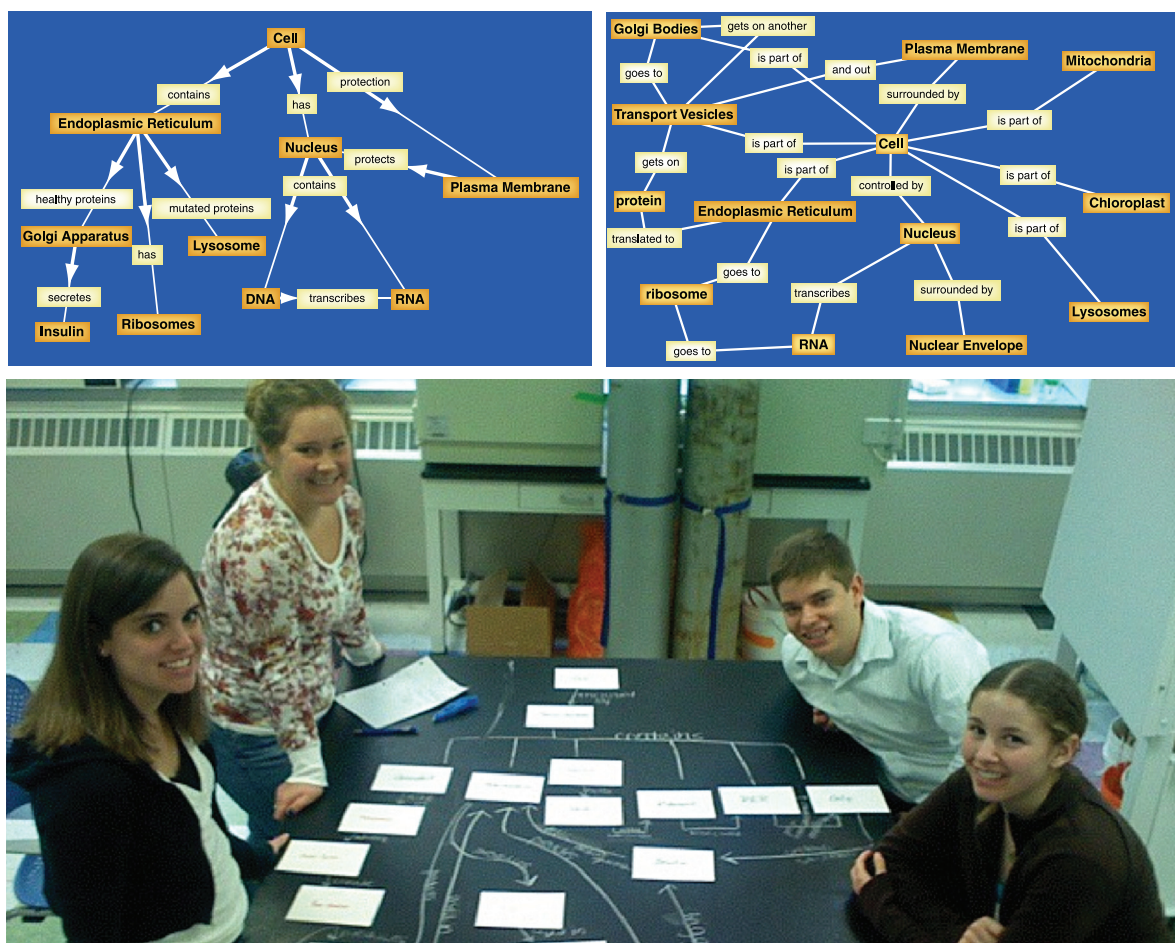 Cell
protection
contains
has
Endoplasmic Reticulum
Nucleus
protects
Plasma Membrane
contains
healthy proteins
mutated proteins
Golgi Apparatus
has
Lysosome
secretes
DNA
transcribes
RNA
Insulin
Ribosomes
Golgi Bodies
gets on another
Plasma Membrane
is part of
Mitochondria
goes to
and out
surrounded by
Transport Vesicles
is part of
is part of
Cell
gets on
is part of
controlled by
is part of
protein
Endoplasmic Reticulum
Chloroplast
translated to
Nucleus
is part of
goes to
ribosome
transcribes
surrounded by
Lysosomes
goes to
RNA
Nuclear Envelope
contains